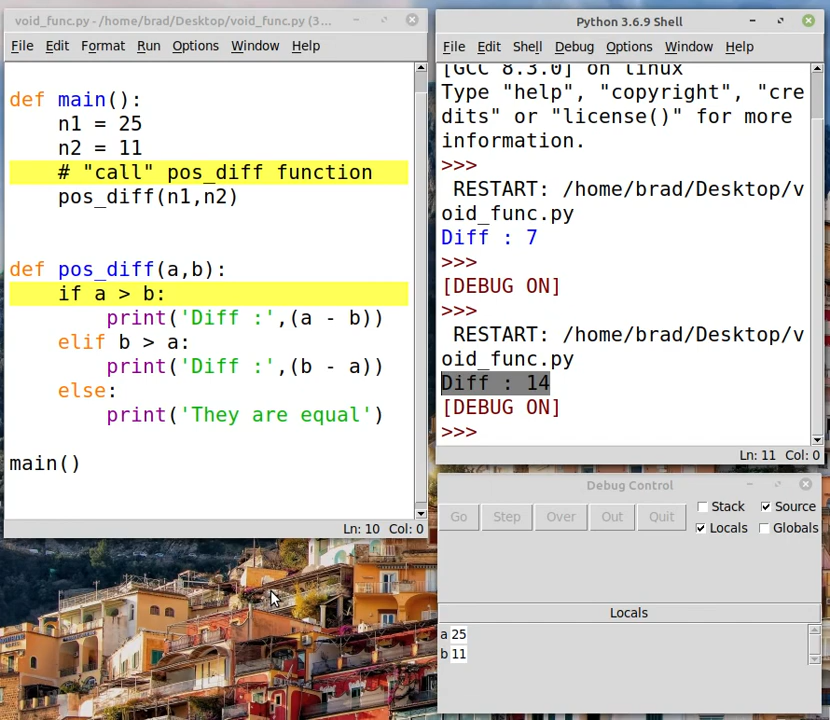 void_func.py - /home/brad/Desktop/void_func.py (3...
File Edit Format Run Options Window Help
def main():
    n1 = 25
    n2 = 11
    # "call" pos_diff function
    pos_diff(n1,n2)
def pos_diff(a,b):
    if a > b:
        print('Diff :',(a - b))
    elif b > a:
        print('Diff :',(b - a))
    else:
        print('They are equal')
main()
Ln: 10 Col: 0
Python 3.6.9 Shell
File Edit Shell Debug Options Window Help
[GCC 8.3.0] on linux
Type "help", "copyright", "cre
dits" or "license()" for more
information.
>>>
 RESTART: /home/brad/Desktop/v
oid_func.py
Diff : 7
>>>
[DEBUG ON]
>>>
 RESTART: /home/brad/Desktop/v
oid_func.py
Diff : 14
[DEBUG ON]
>>>
Ln: 11 Col: 0
Debug Control
Go Step Over Out Quit Stack Source
Locals Globals
Locals
a 25
b 11